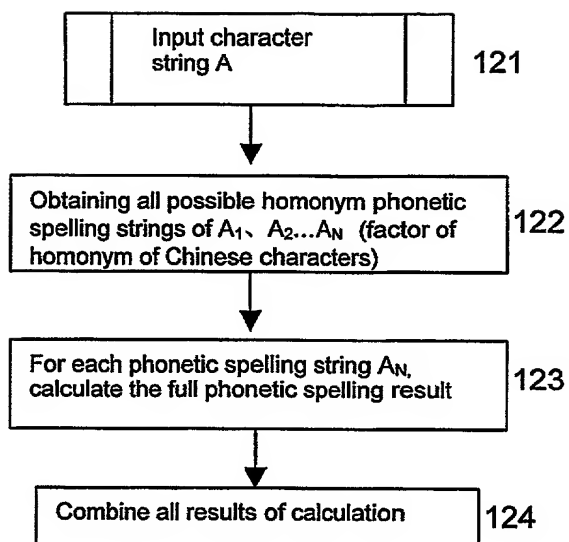 Input character
string A
121
Obtaining all possible homonym phonetic
spelling strings of A₁、A₂...A_N (factor of
homonym of Chinese characters)
122
For each phonetic spelling string A_N,
calculate the full phonetic spelling result
123
Combine all results of calculation
124